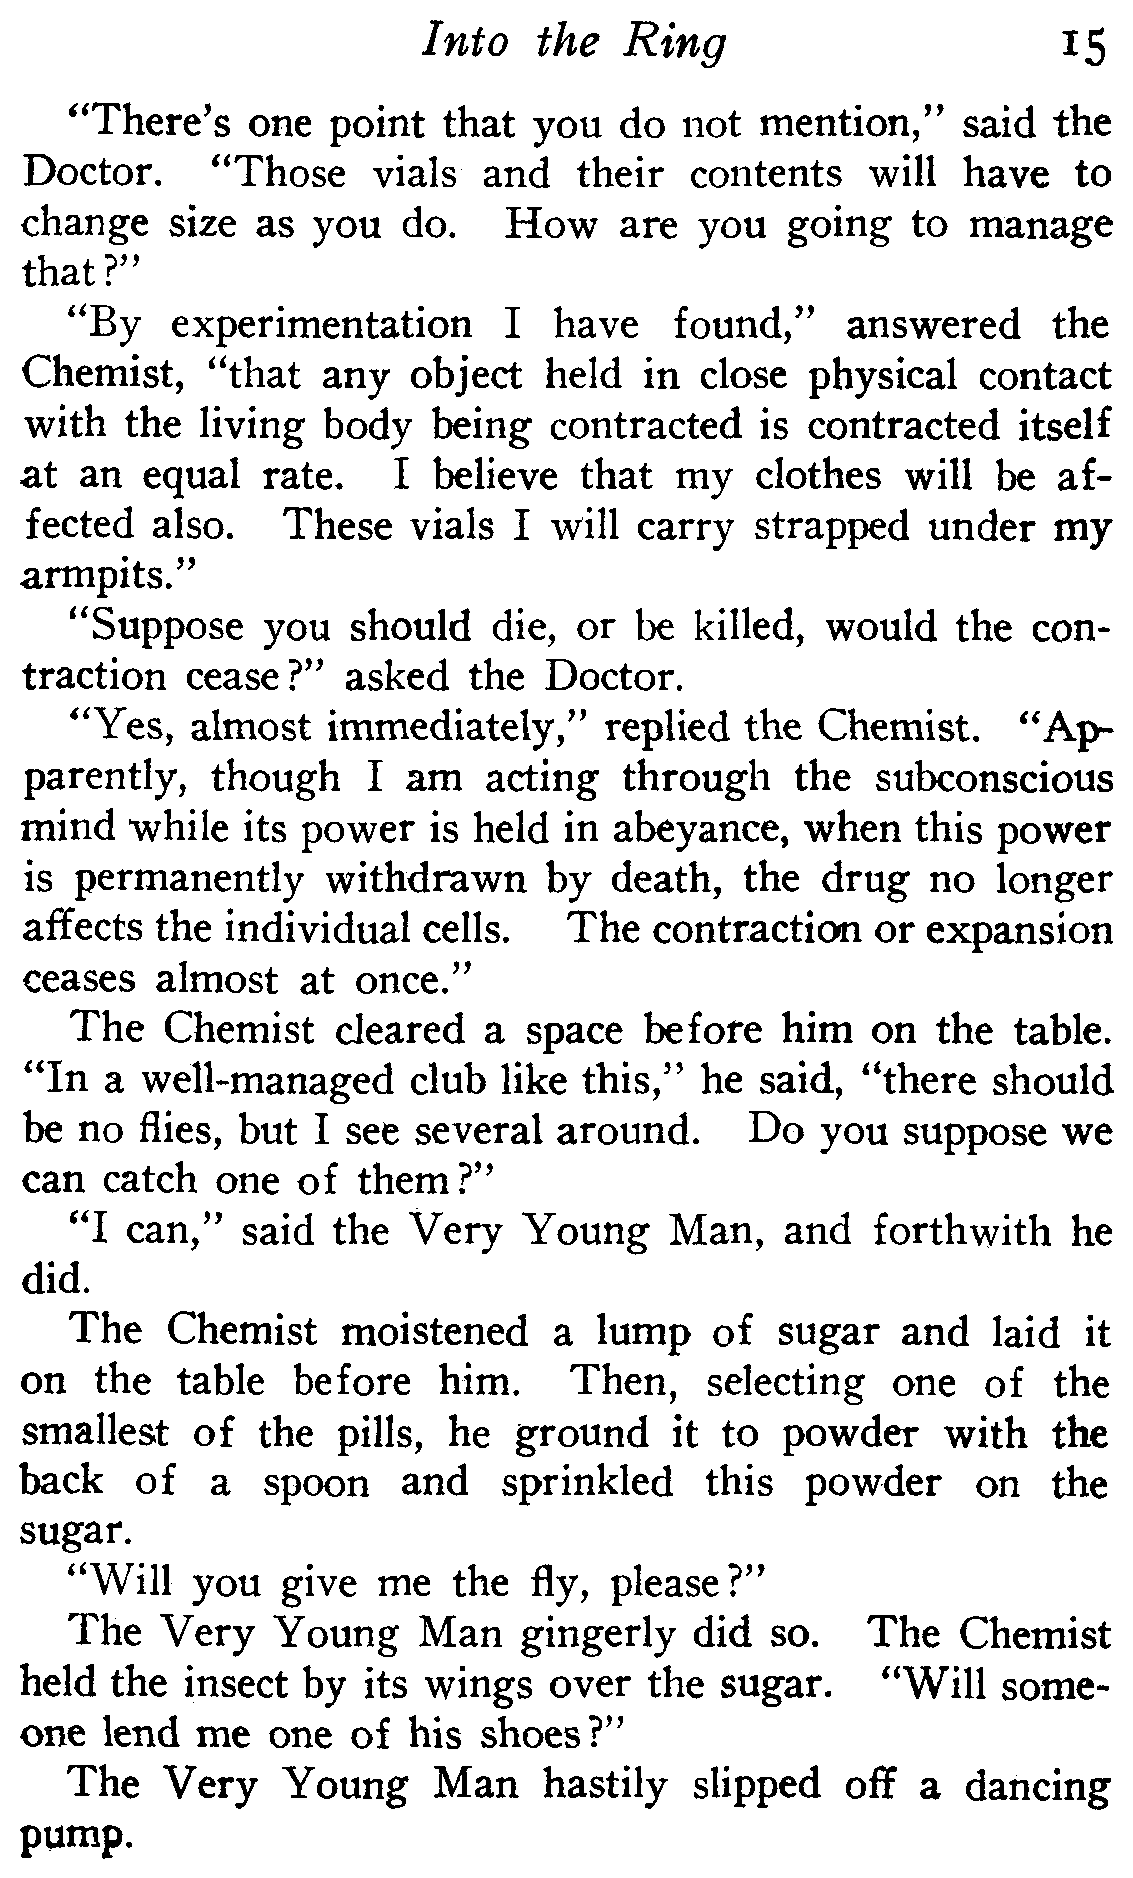 Into the Ring 15
"There's one point that you do not mention," said the
Doctor. "Those vials and their contents will have to
change size as you do. How are you going to manage
that?"
"By experimentation I have found," answered the
Chemist, "that any object held in close physical contact
with the living body being contracted is contracted itself
at an equal rate. I believe that my clothes will be af-
fected also. These vials I will carry strapped under my
armpits."
"Suppose you should die, or be killed, would the con-
traction cease?" asked the Doctor.
"Yes, almost immediately," replied the Chemist. "Ap-
parently, though I am acting through the subconscious
mind while its power is held in abeyance, when this power
is permanently withdrawn by death, the drug no longer
affects the individual cells. The contraction or expansion
ceases almost at once."
The Chemist cleared a space before him on the table.
"In a well-managed club like this," he said, "there should
be no flies, but I see several around. Do you suppose we
can catch one of them?"
"I can," said the Very Young Man, and forthwith he
did.
The Chemist moistened a lump of sugar and laid it
on the table before him. Then, selecting one of the
smallest of the pills, he ground it to powder with the
back of a spoon and sprinkled this powder on the
sugar.
"Will you give me the fly, please?"
The Very Young Man gingerly did so. The Chemist
held the insect by its wings over the sugar. "Will some-
one lend me one of his shoes?"
The Very Young Man hastily slipped off a dancing
pump.